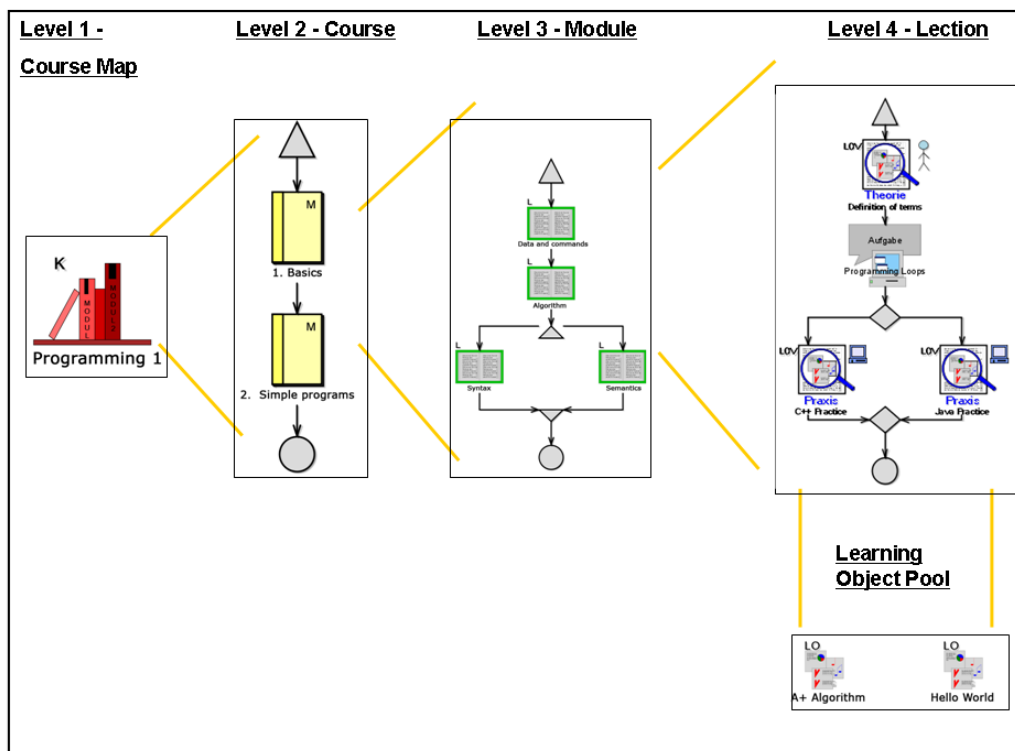 Level 1 -
Course Map
Level 2 - Course
Level 3 - Module
Level 4 - Lection
K
MODUL
Programming 1
M
1. Basics
M
2. Simple programs
L
Data and commands
L
Algorithm
L
Syntax
L
Semantics
LOV
Theorie
Definition of terms
Aufgabe
Programming Loops
LOV
Praxis
C++ Practice
LOV
Praxis
Java Practice
Learning
Object Pool
LO
A+ Algorithm
LO
Hello World